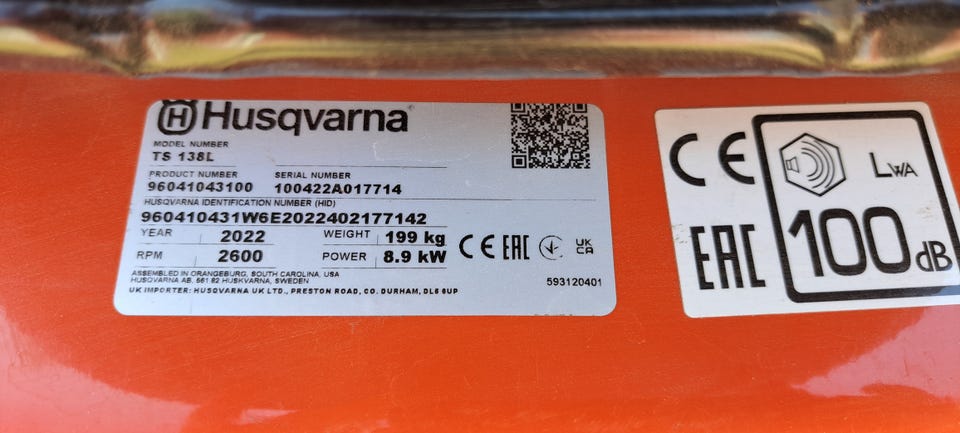 Husqvarna
MODEL NUMBER
TS 138L
PRODUCT NUMBER SERIAL NUMBER
96041043100 100422A017714
HUSQVARNA IDENTIFICATION NUMBER (HID)
960410431W6E2022402177142
YEAR 2022 WEIGHT 199 kg
RPM 2600 POWER 8.9 kW
CE EAC UK CA
ASSEMBLED IN ORANGEBURG, SOUTH CAROLINA, USA
HUSQVARNA AB, 561 82 HUSKVARNA, SWEDEN
593120401
UK IMPORTER: HUSQVARNA UK LTD., PRESTON ROAD, CO. DURHAM, DL5 6UP
CE
EAC
LWA
100 dB